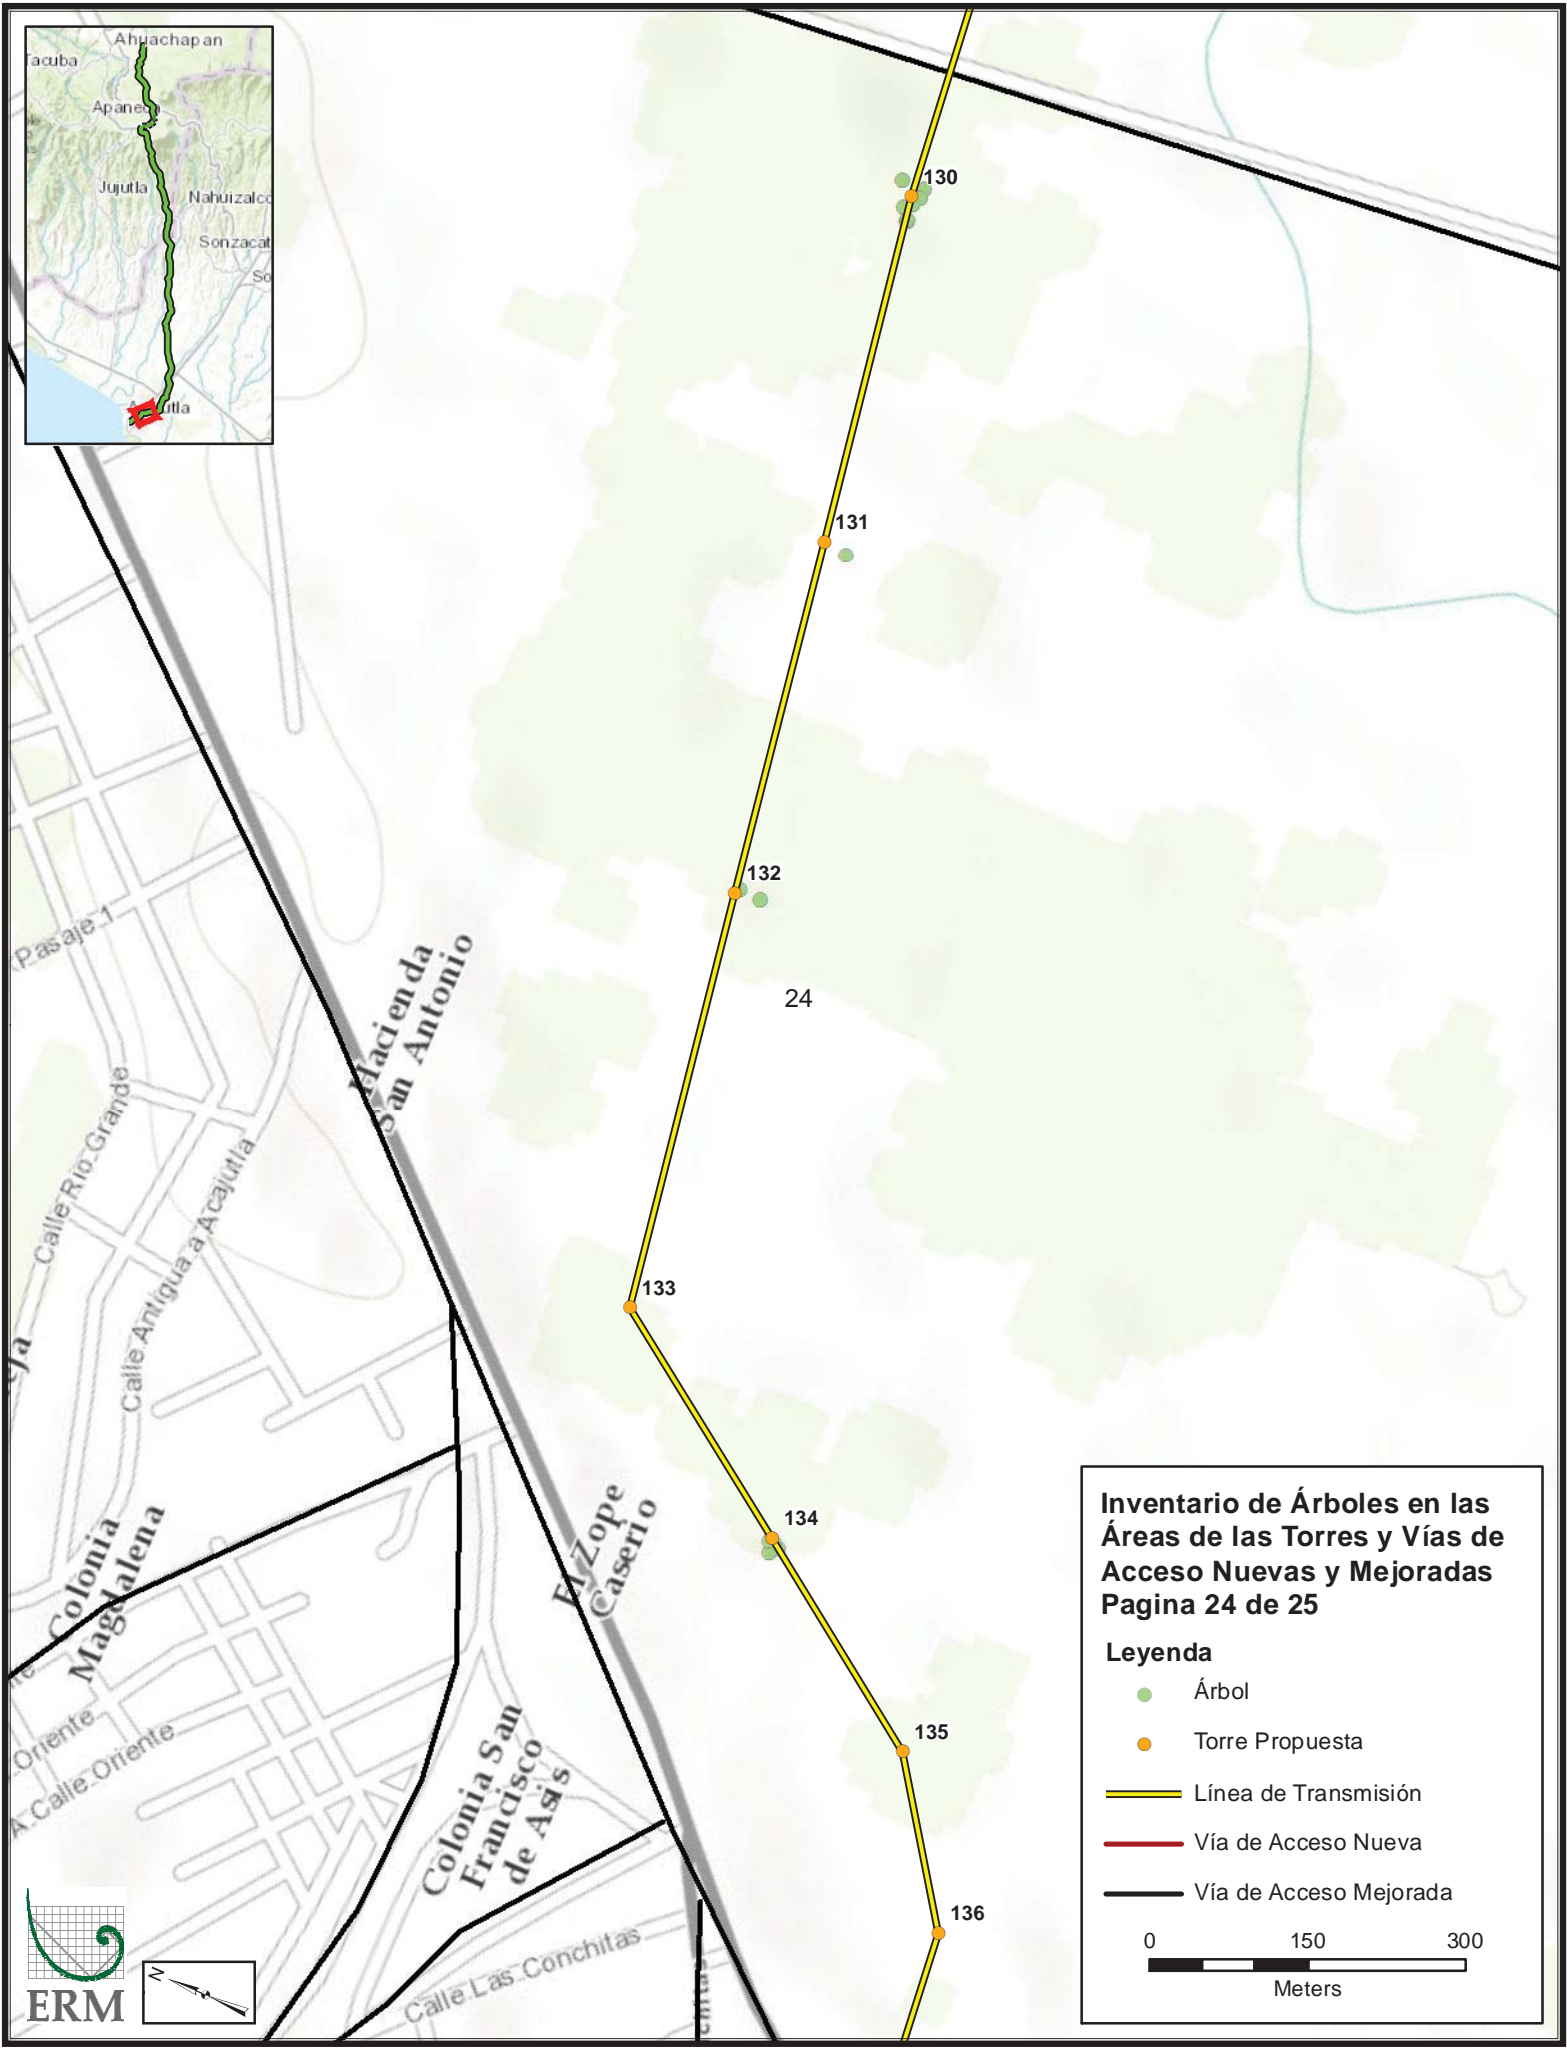 Ahuachapan
Tacuba
Jujutla
Nahuizalco
Sonzacat
So
130
131
132
24
133
134
135
136
Pasaje 1
Hacienda
San Antonio
Calle Rio Grande
Calle Antigua a Acajutla
eja
El Zope
Caserio
Colonia
Magdalena
Oriente
A Calle Oriente
Colonia San
Francisco
de Asis
Calle Las Conchitas
chitas
Inventario de Árboles en las
Áreas de las Torres y Vías de
Acceso Nuevas y Mejoradas
Pagina 24 de 25
Leyenda
Árbol
Torre Propuesta
Línea de Transmisión
Vía de Acceso Nueva
Vía de Acceso Mejorada
0 150 300
Meters
ERM
N